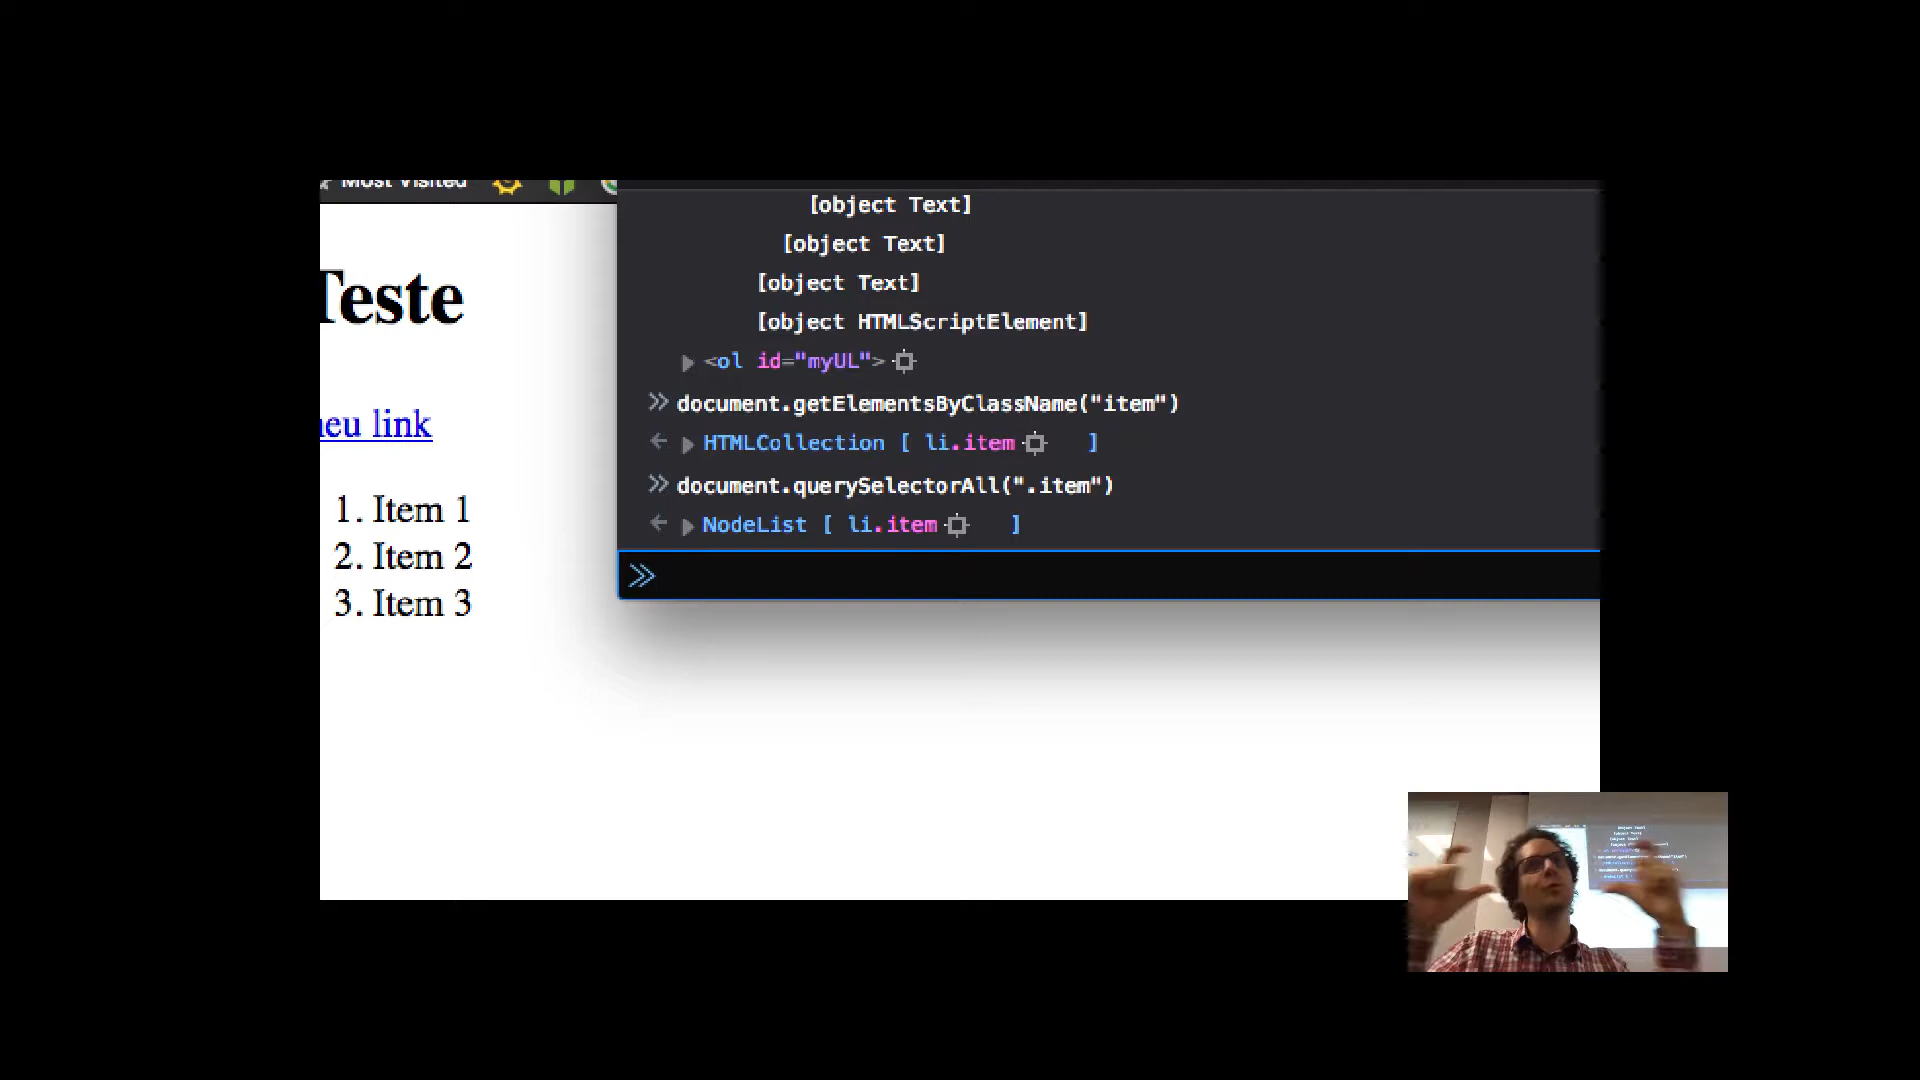 Most Visited
Teste
neu link
1. Item 1
2. Item 2
3. Item 3
[object Text]
[object Text]
[object Text]
[object HTMLScriptElement]
<ol id="myUL">
document.getElementsByClassName("item")
HTMLCollection [ li.item ]
document.querySelectorAll(".item")
NodeList [ li.item ]